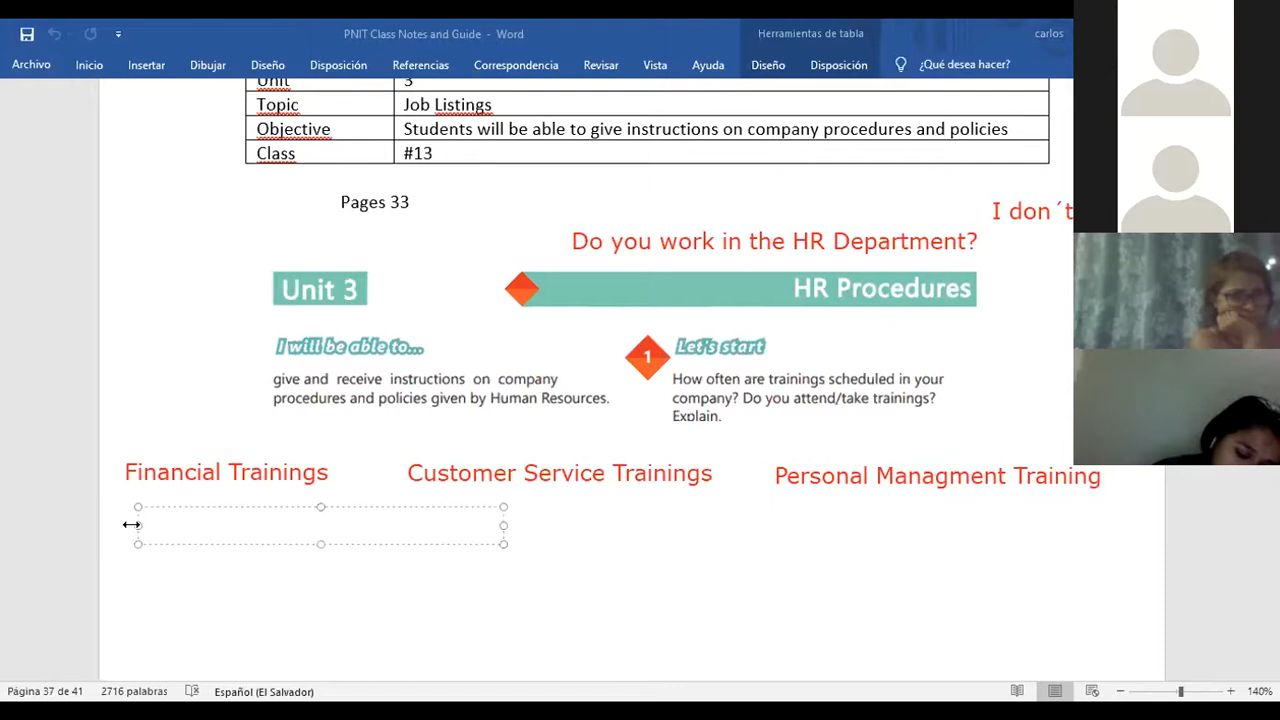 PNIT Class Notes and Guide - Word
Herramientas de tabla
carlos
Archivo Inicio Insertar Dibujar Diseño Disposición Referencias Correspondencia Revisar Vista Ayuda Diseño Disposición ¿Qué desea hacer?
Unit 3
Topic Job Listings
Objective Students will be able to give instructions on company procedures and policies
Class #13
Pages 33
I don´t
Do you work in the HR Department?
Unit 3
HR Procedures
I will be able to...
give and receive instructions on company
procedures and policies given by Human Resources.
1
Let's start
How often are trainings scheduled in your
company? Do you attend/take trainings?
Explain.
Financial Trainings
Customer Service Trainings
Personal Managment Training
Página 37 de 41 2716 palabras Español (El Salvador) 140%